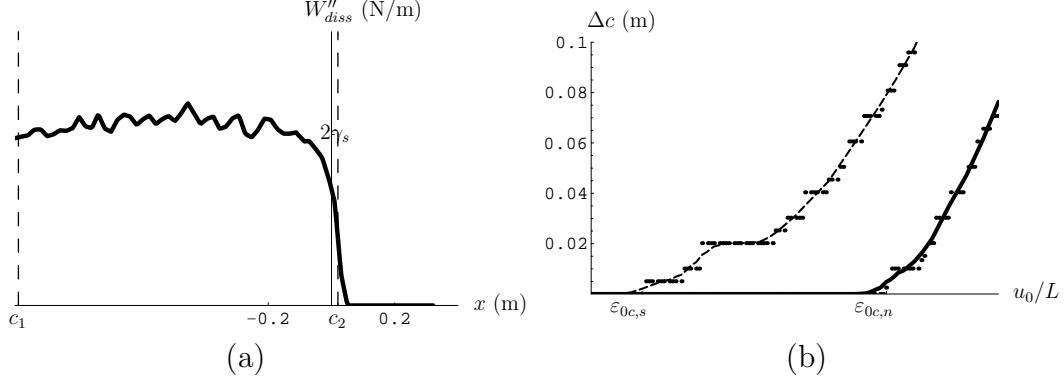 W''_diss (N/m)
2γ_s
x (m)
c_1
−0.2
c_2
0.2
(a)
Δc (m)
0.1
0.08
0.06
0.04
0.02
u_0/L
ε_{0c,s}
ε_{0c,n}
(b)